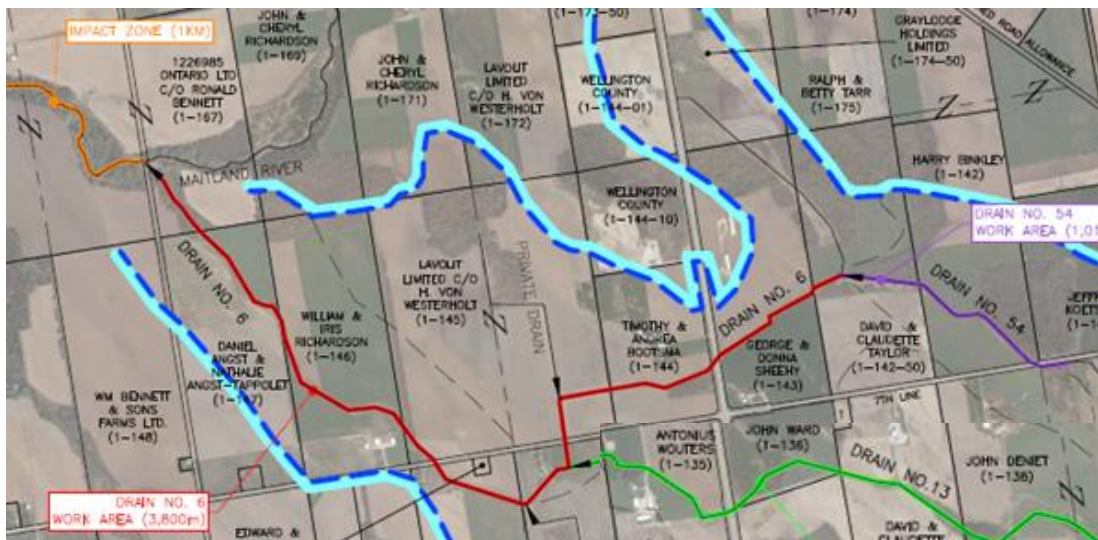 IMPACT ZONE (1KM)
JOHN &
CHERYL
RICHARDSON
(1-169)
1226985
ONTARIO LTD
C/O RONALD
BENNETT
(1-167)
JOHN &
CHERYL
RICHARDSON
(1-171)
LAVOUT
LIMITED
C/O H. VON
WESTERHOLT
(1-172)
(1-173-50)
WELLINGTON
COUNTY
(1-144-01)
(1-174)
GRAYLODGE
HOLDINGS
LIMITED
(1-174-50)
ROAD ALLOWANCE
RALPH &
BETTY TARR
(1-175)
HARRY BINKLEY
(1-142)
MAITLAND RIVER
WELLINGTON
COUNTY
(1-144-10)
DRAIN NO. 54
WORK AREA (1,01
DRAIN NO. 6
LAVOUT
LIMITED C/O
H. VON
WESTERHOLT
(1-145)
PRIVATE DRAIN
DRAIN NO. 6
DRAIN NO. 54
WILLIAM &
IRIS
RICHARDSON
(1-146)
TIMOTHY &
ANDREA
BOOTSMA
(1-144)
GEORGE &
DONNA
SHEEHY
(1-143)
DAVID &
CLAUDETTE
TAYLOR
(1-142-50)
DANIEL
ANGST &
NATHALIE
ANGST-TAPPOLET
WM BENNETT
& SONS
FARMS LTD.
(1-148)
7TH LINE
ANTONIUS
WOUTERS
(1-135)
JOHN WARD
(1-136)
DRAIN NO.13
JOHN DENIET
(1-138)
DRAIN NO. 6
WORK AREA (3,800m)
EDWARD &
DAVID &
CLAUDETTE